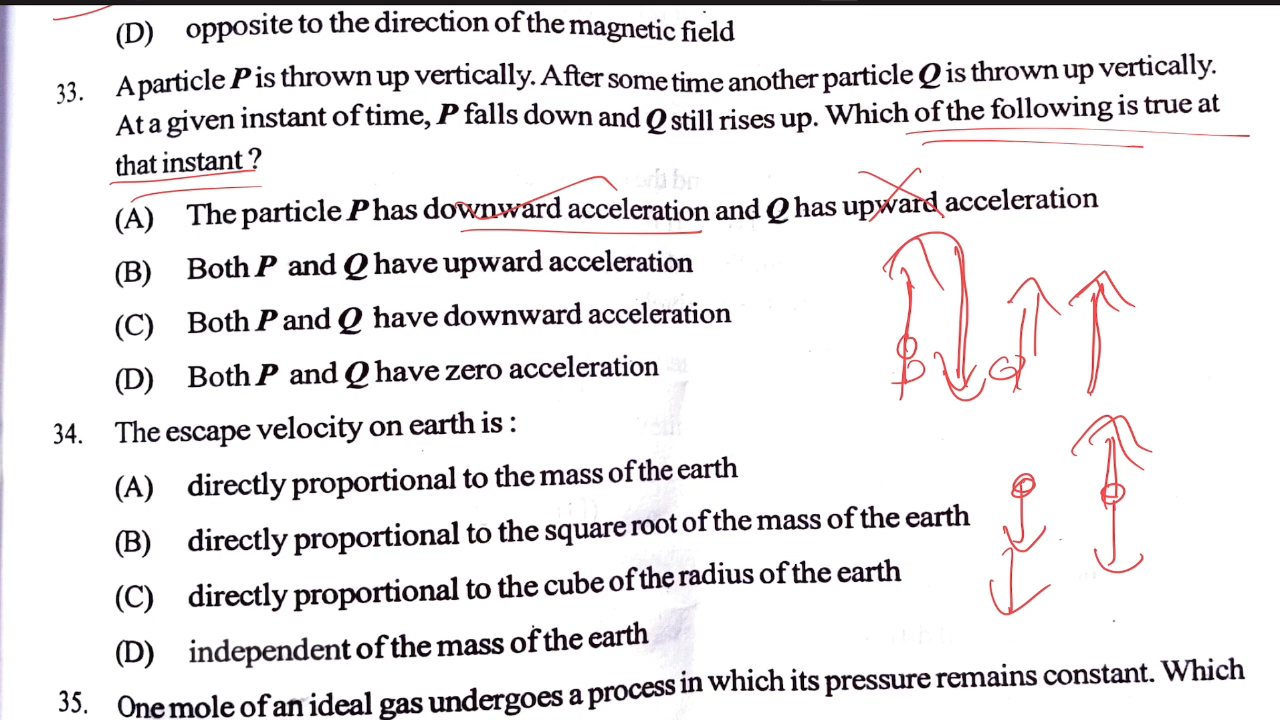 (D) opposite to the direction of the magnetic field
33. A particle P is thrown up vertically. After some time another particle Q is thrown up vertically.
At a given instant of time, P falls down and Q still rises up. Which of the following is true at
that instant ?
(A) The particle P has downward acceleration and Q has upward acceleration
(B) Both P and Q have upward acceleration
(C) Both P and Q have downward acceleration
(D) Both P and Q have zero acceleration
P Q
34. The escape velocity on earth is :
(A) directly proportional to the mass of the earth
(B) directly proportional to the square root of the mass of the earth
(C) directly proportional to the cube of the radius of the earth
(D) independent of the mass of the earth
35. One mole of an ideal gas undergoes a process in which its pressure remains constant. Which